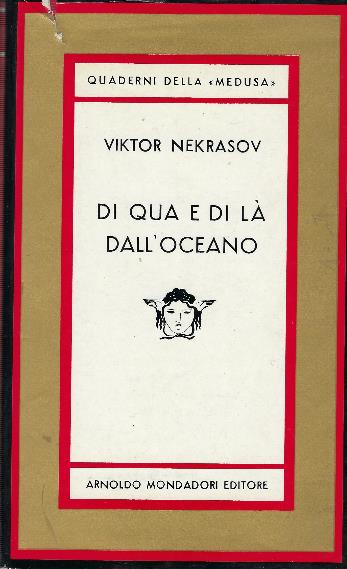 QUADERNI DELLA «MEDUSA»
VIKTOR NEKRASOV
DI QUA E DI LÀ
DALL'OCEANO
ARNOLDO MONDADORI EDITORE